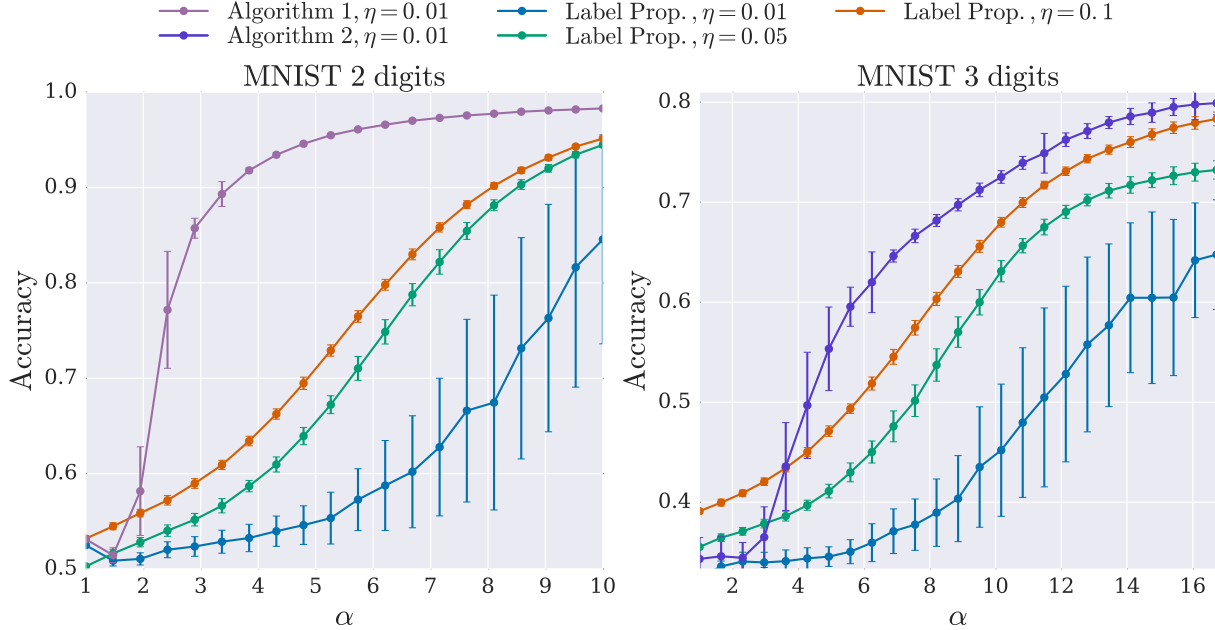 Algorithm 1, η = 0.01 Label Prop., η = 0.01 Label Prop., η = 0.1
Algorithm 2, η = 0.01 Label Prop., η = 0.05
MNIST 2 digits MNIST 3 digits
1.0
0.9
0.8
0.7
0.6
0.5
Accuracy
1 2 3 4 5 6 7 8 9 10
α
0.8
0.7
0.6
0.5
0.4
Accuracy
2 4 6 8 10 12 14 16
α